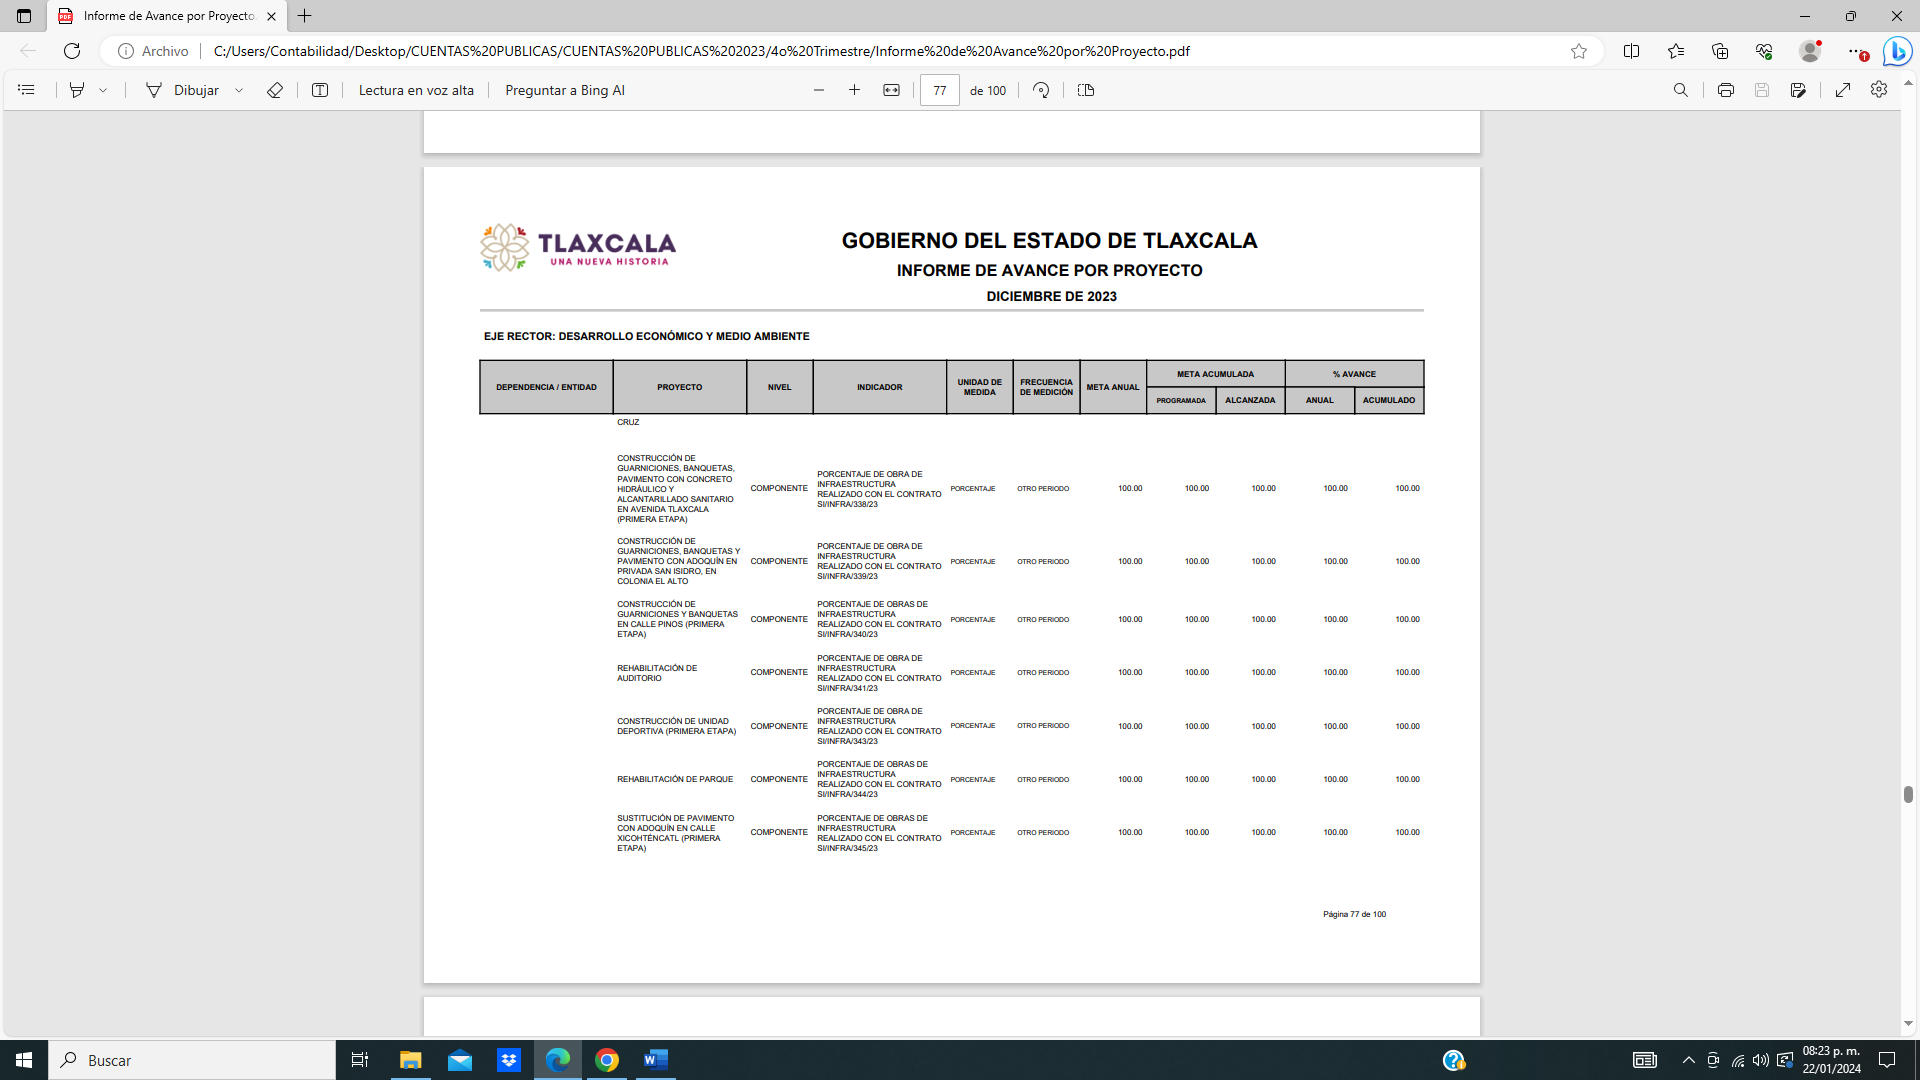 Informe de Avance por Proyecto.
Archivo
C:/Users/Contabilidad/Desktop/CUENTAS%20PUBLICAS/CUENTAS%20PUBLICAS%202023/4o%20Trimestre/Informe%20de%20Avance%20por%20Proyecto.pdf
Dibujar
Lectura en voz alta
Preguntar a Bing AI
77
de 100
TLAXCALA
UNA NUEVA HISTORIA
GOBIERNO DEL ESTADO DE TLAXCALA
INFORME DE AVANCE POR PROYECTO
DICIEMBRE DE 2023
EJE RECTOR: DESARROLLO ECONÓMICO Y MEDIO AMBIENTE
DEPENDENCIA / ENTIDAD
PROYECTO
NIVEL
INDICADOR
UNIDAD DE
MEDIDA
FRECUENCIA
DE MEDICIÓN
META ANUAL
META ACUMULADA
PROGRAMADA
ALCANZADA
% AVANCE
ANUAL
ACUMULADO
CRUZ
CONSTRUCCIÓN DE
GUARNICIONES, BANQUETAS,
PAVIMENTO CON CONCRETO
HIDRÁULICO Y
ALCANTARILLADO SANITARIO
EN AVENIDA TLAXCALA
(PRIMERA ETAPA)
COMPONENTE
PORCENTAJE DE OBRA DE
INFRAESTRUCTURA
REALIZADO CON EL CONTRATO
SI/INFRA/338/23
PORCENTAJE
OTRO PERIODO
100.00
100.00
100.00
100.00
100.00
CONSTRUCCIÓN DE
GUARNICIONES, BANQUETAS Y
PAVIMENTO CON ADOQUÍN EN
PRIVADA SAN ISIDRO, EN
COLONIA EL ALTO
COMPONENTE
PORCENTAJE DE OBRA DE
INFRAESTRUCTURA
REALIZADO CON EL CONTRATO
SI/INFRA/339/23
PORCENTAJE
OTRO PERIODO
100.00
100.00
100.00
100.00
100.00
CONSTRUCCIÓN DE
GUARNICIONES Y BANQUETAS
EN CALLE PINOS (PRIMERA
ETAPA)
COMPONENTE
PORCENTAJE DE OBRAS DE
INFRAESTRUCTURA
REALIZADO CON EL CONTRATO
SI/INFRA/340/23
PORCENTAJE
OTRO PERIODO
100.00
100.00
100.00
100.00
100.00
REHABILITACIÓN DE
AUDITORIO
COMPONENTE
PORCENTAJE DE OBRA DE
INFRAESTRUCTURA
REALIZADO CON EL CONTRATO
SI/INFRA/341/23
PORCENTAJE
OTRO PERIODO
100.00
100.00
100.00
100.00
100.00
CONSTRUCCIÓN DE UNIDAD
DEPORTIVA (PRIMERA ETAPA)
COMPONENTE
PORCENTAJE DE OBRA DE
INFRAESTRUCTURA
REALIZADO CON EL CONTRATO
SI/INFRA/343/23
PORCENTAJE
OTRO PERIODO
100.00
100.00
100.00
100.00
100.00
REHABILITACIÓN DE PARQUE
COMPONENTE
PORCENTAJE DE OBRAS DE
INFRAESTRUCTURA
REALIZADO CON EL CONTRATO
SI/INFRA/344/23
PORCENTAJE
OTRO PERIODO
100.00
100.00
100.00
100.00
100.00
SUSTITUCIÓN DE PAVIMENTO
CON ADOQUÍN EN CALLE
XICOHTÉNCATL (PRIMERA
ETAPA)
COMPONENTE
PORCENTAJE DE OBRAS DE
INFRAESTRUCTURA
REALIZADO CON EL CONTRATO
SI/INFRA/345/23
PORCENTAJE
OTRO PERIODO
100.00
100.00
100.00
100.00
100.00
Página 77 de 100
Buscar
08:23 p. m.
22/01/2024